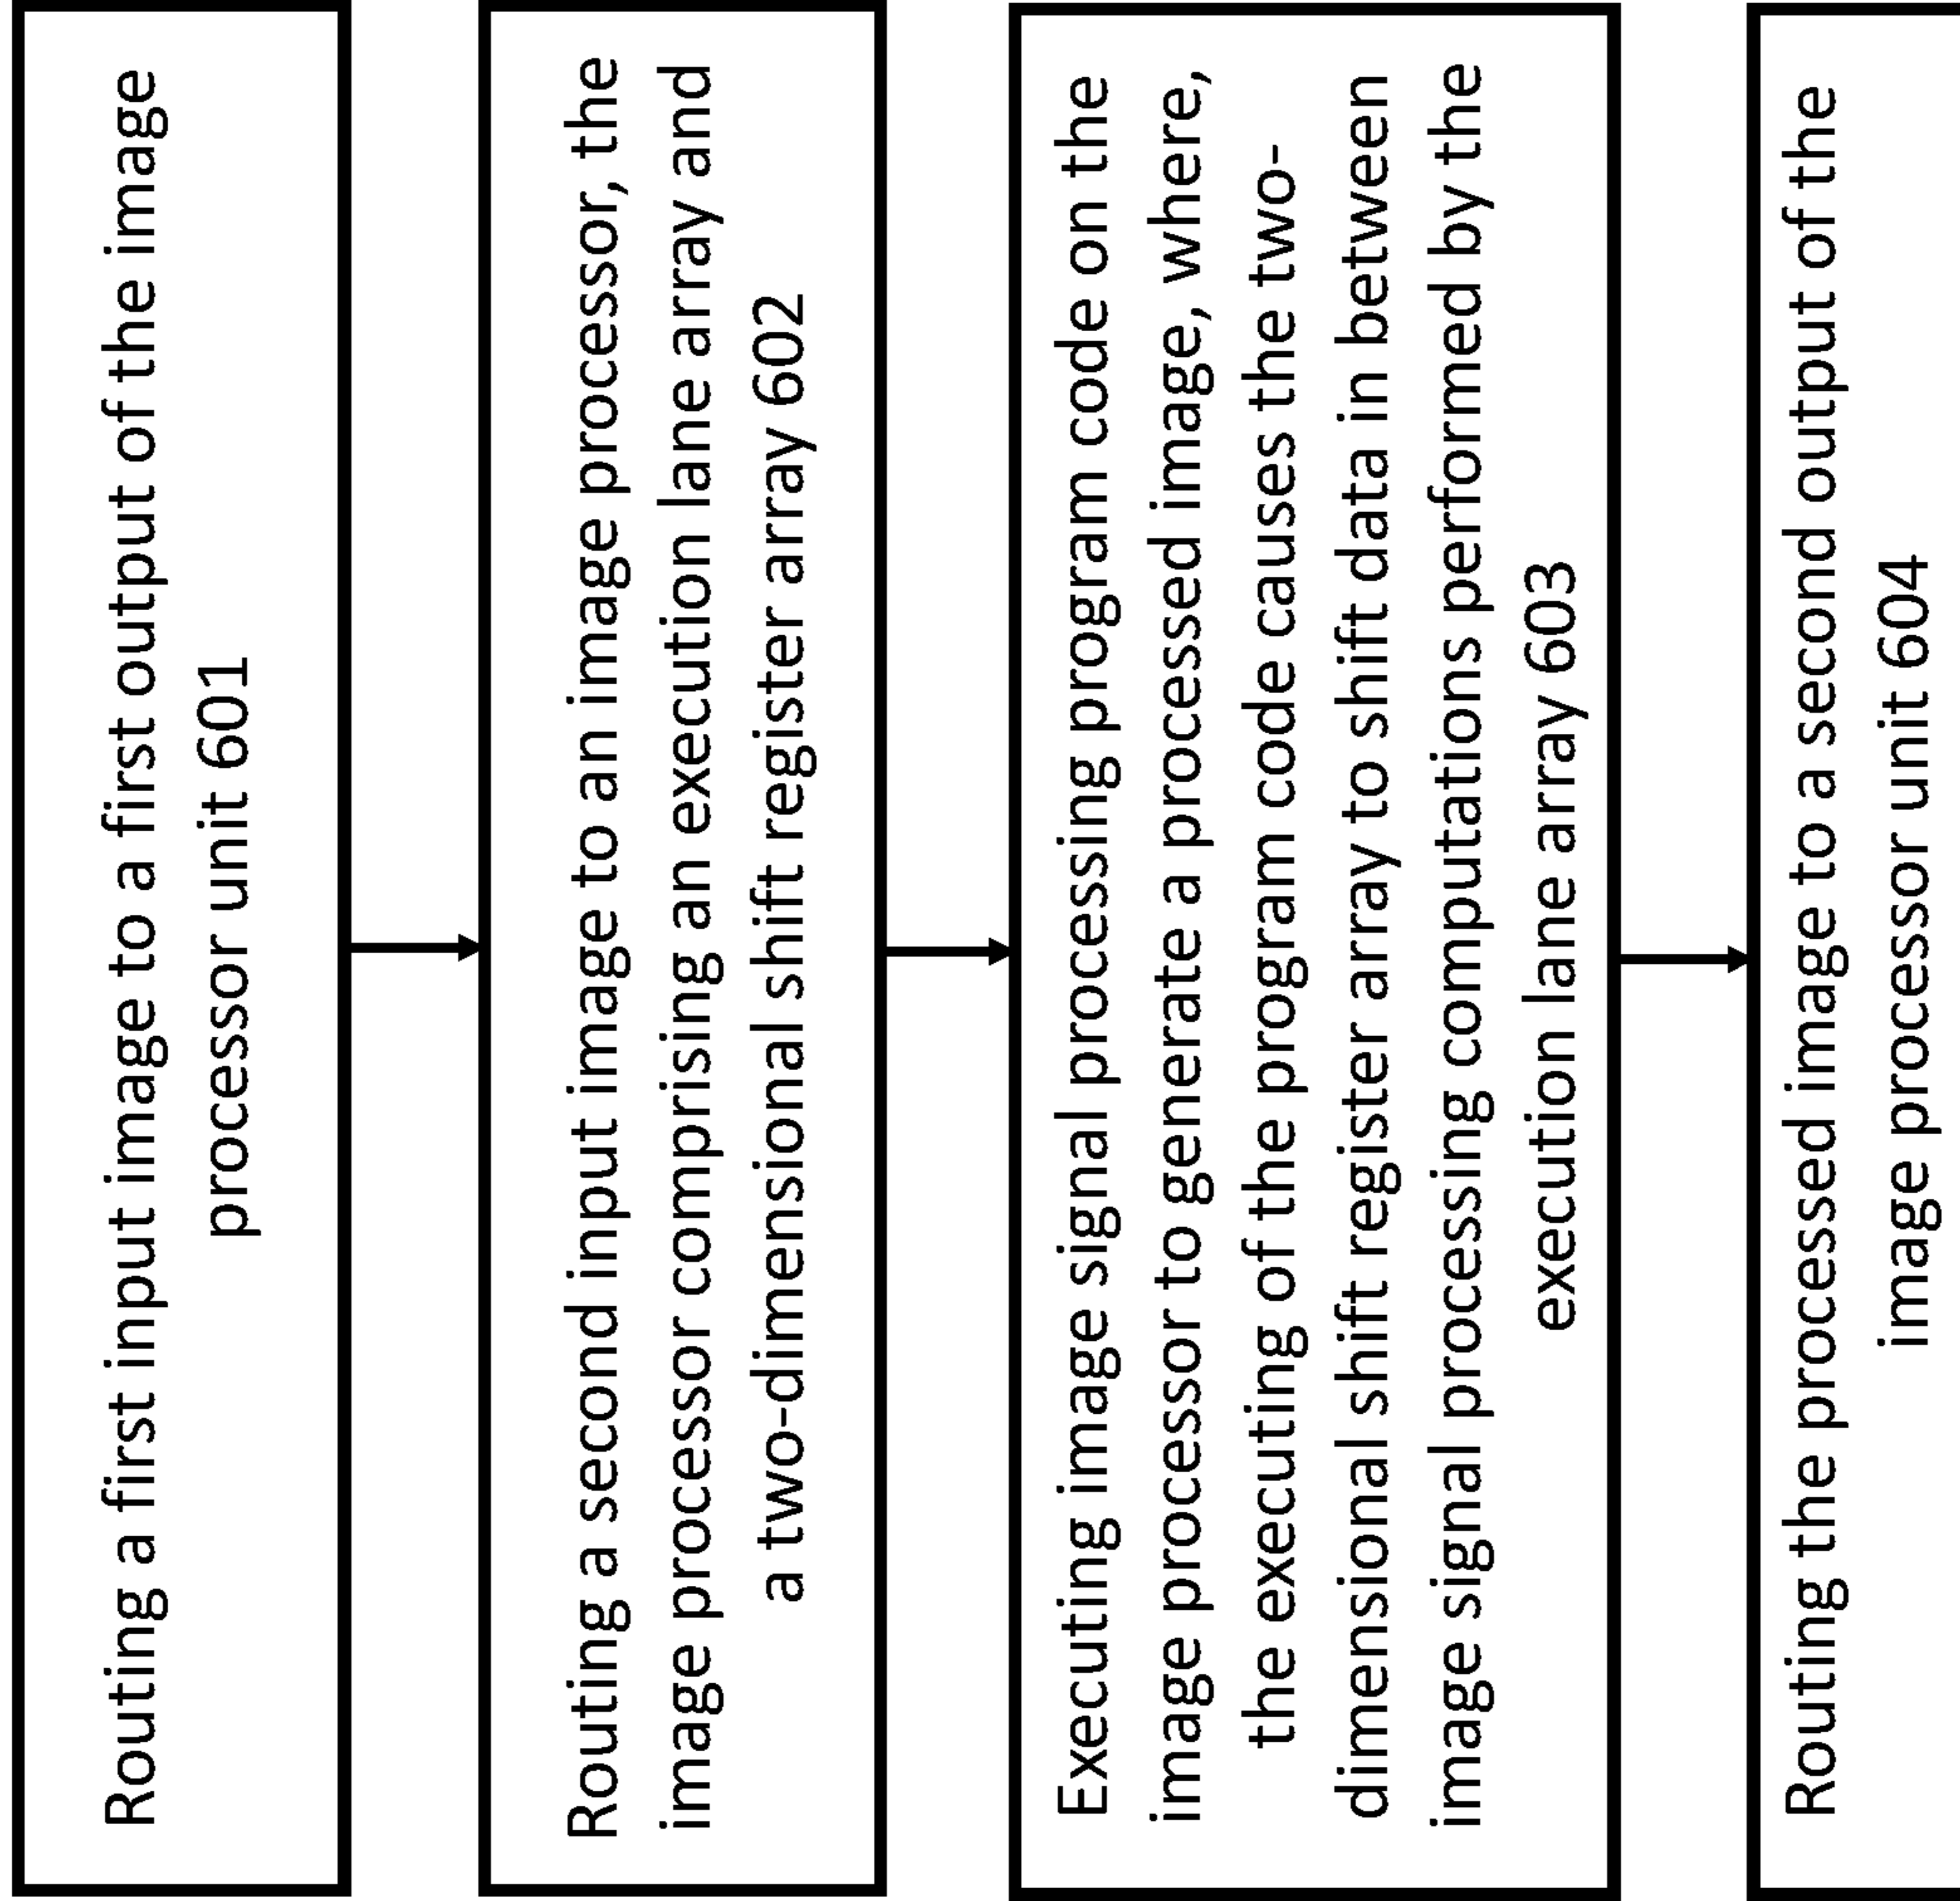 Routing a first input image to a first output of the image
processor unit 601
Routing a second input image to an image processor, the
image processor comprising an execution lane array and
a two-dimensional shift register array 602
Executing image signal processing program code on the
image processor to generate a processed image, where,
the executing of the program code causes the two-
dimensional shift register array to shift data in between
image signal processing computations performed by the
execution lane array 603
Routing the processed image to a second output of the
image processor unit 604